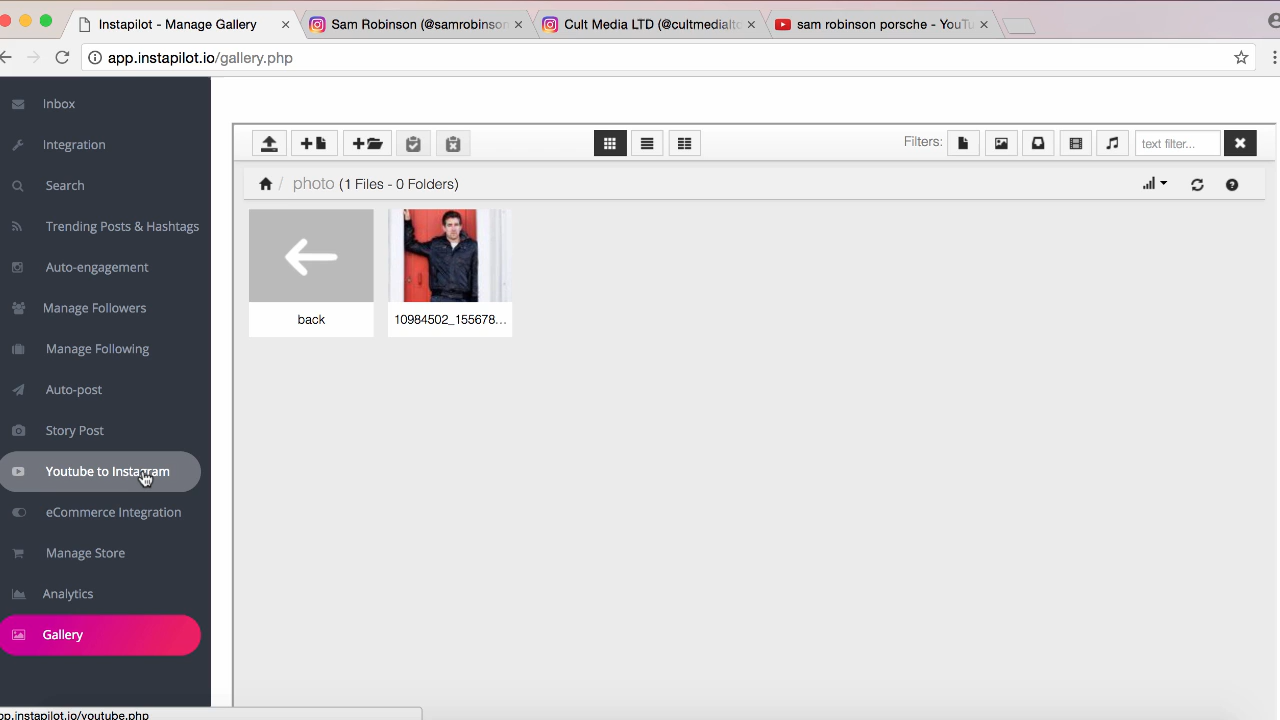 Instapilot - Manage Gallery
Sam Robinson (@samrobinson
Cult Media LTD (@cultmedialt
sam robinson porsche - YouTu
app.instapilot.io/gallery.php
Inbox
Integration
Search
Trending Posts & Hashtags
Auto-engagement
Manage Followers
Manage Following
Auto-post
Story Post
Youtube to Instagram
eCommerce Integration
Manage Store
Analytics
Gallery
Filters:
text filter...
/ photo (1 Files - 0 Folders)
back
10984502_155678...
pp.instapilot.io/youtube.php